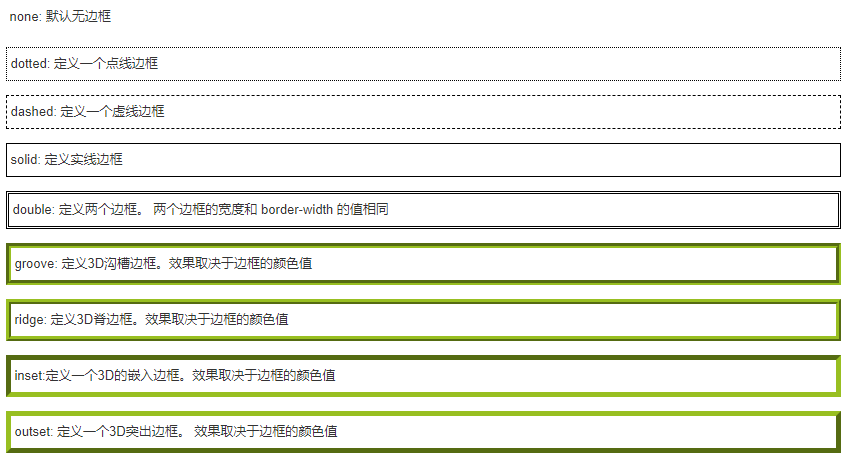 none: 默认无边框
dotted: 定义一个点线边框
dashed: 定义一个虚线边框
solid: 定义实线边框
double: 定义两个边框。 两个边框的宽度和 border-width 的值相同
groove: 定义3D沟槽边框。效果取决于边框的颜色值
ridge: 定义3D脊边框。效果取决于边框的颜色值
inset:定义一个3D的嵌入边框。效果取决于边框的颜色值
outset: 定义一个3D突出边框。 效果取决于边框的颜色值